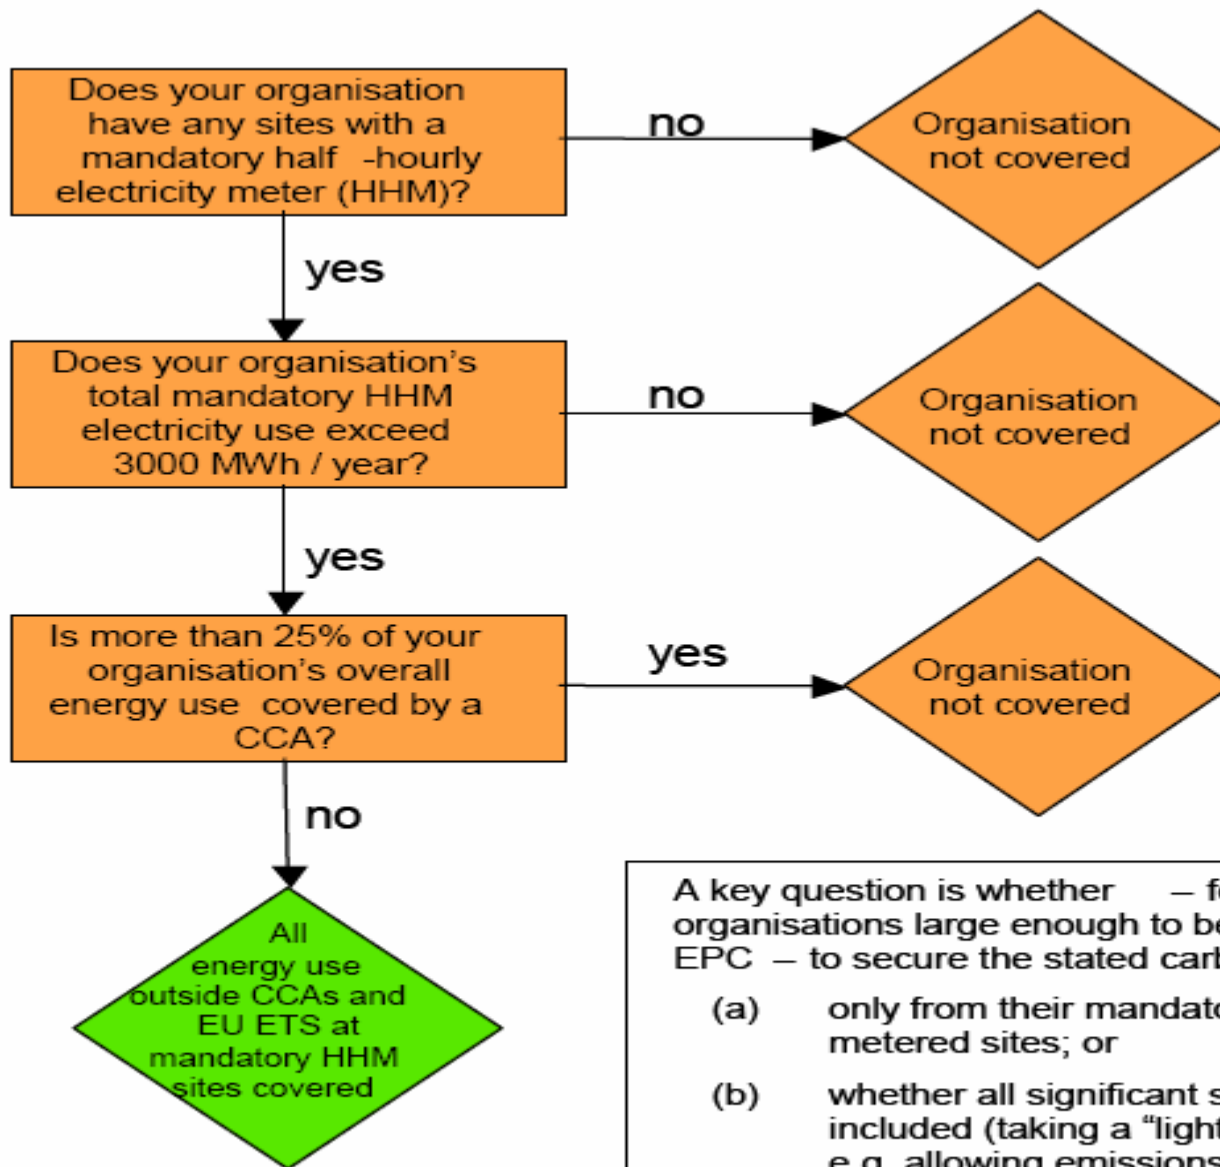 Does your organisation
have any sites with a
mandatory half -hourly
electricity meter (HHM)?
no
Organisation
not covered
yes
Does your organisation's
total mandatory HHM
electricity use exceed
3000 MWh / year?
no
Organisation
not covered
yes
Is more than 25% of your
organisation's overall
energy use covered by a
CCA?
yes
Organisation
not covered
no
All
energy use
outside CCAs and
EU ETS at
mandatory HHM
sites covered
A key question is whether –
organisations large enough to
EPC – to secure the stated
(a) only from their
metered sites; or
(b) whether all significant
included (taking a “light
e.g. allowing emissions